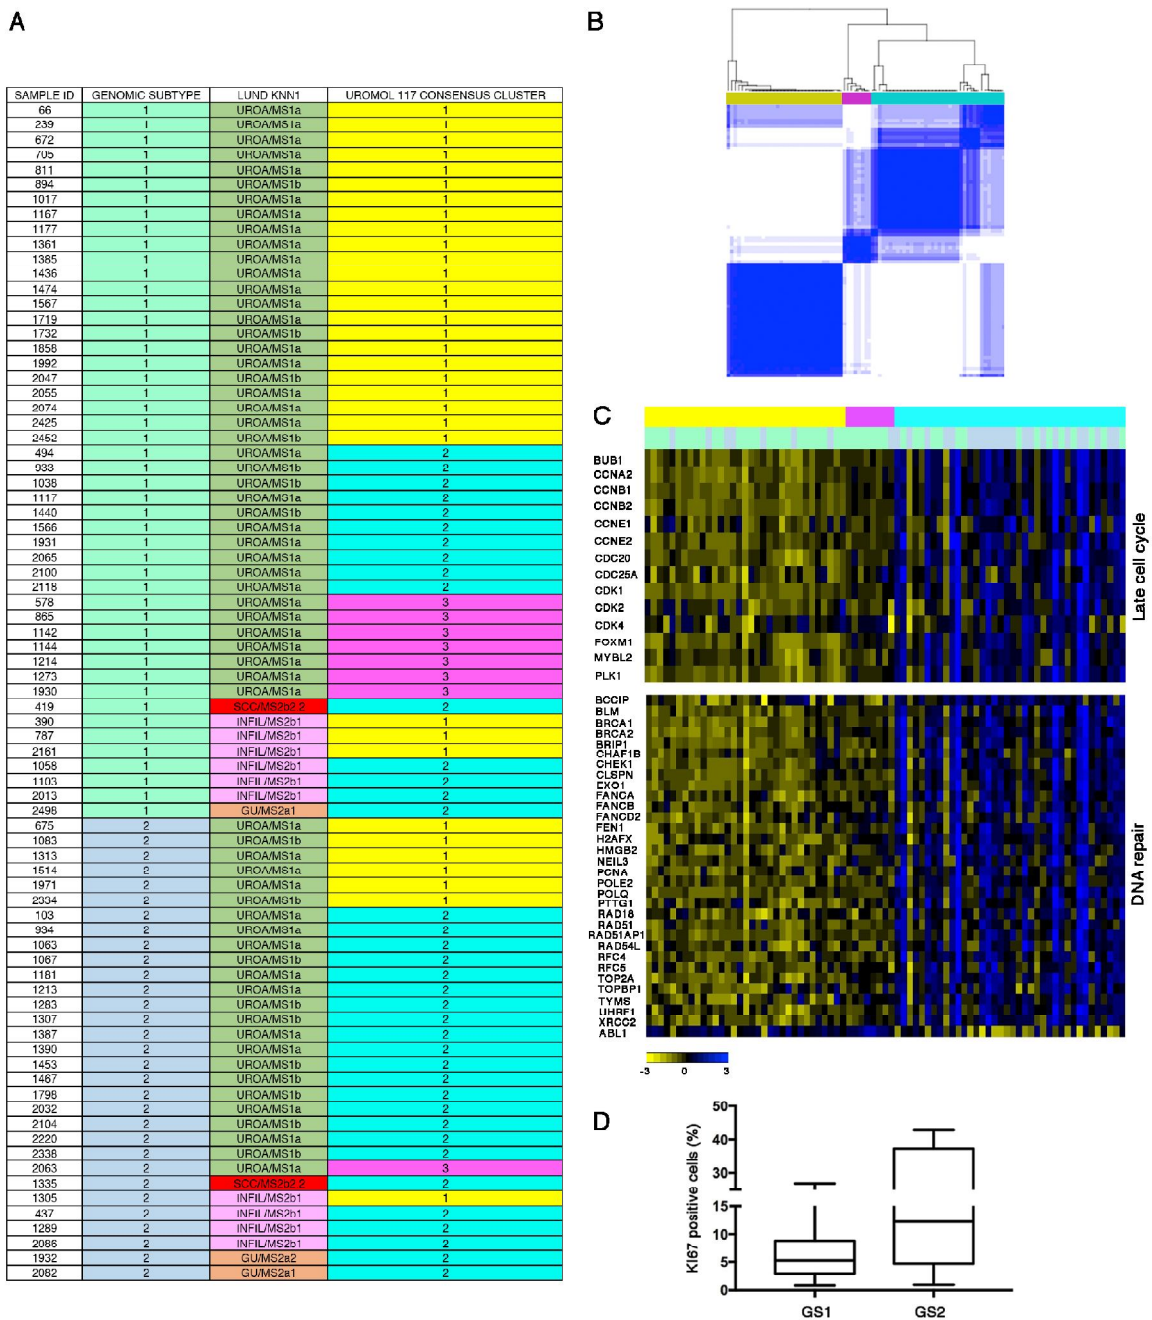 A
SAMPLE ID GENOMIC SUBTYPE LUND KNN1 UROMOL 117 CONSENSUS CLUSTER
66 1 UROA/MS1a 1
239 1 UROA/MS1a 1
672 1 UROA/MS1a 1
705 1 UROA/MS1a 1
811 1 UROA/MS1a 1
894 1 UROA/MS1b 1
1017 1 UROA/MS1a 1
1167 1 UROA/MS1a 1
1177 1 UROA/MS1a 1
1361 1 UROA/MS1a 1
1385 1 UROA/MS1a 1
1436 1 UROA/MS1a 1
1474 1 UROA/MS1a 1
1567 1 UROA/MS1a 1
1719 1 UROA/MS1a 1
1732 1 UROA/MS1b 1
1858 1 UROA/MS1a 1
1992 1 UROA/MS1a 1
2047 1 UROA/MS1b 1
2055 1 UROA/MS1a 1
2074 1 UROA/MS1a 1
2425 1 UROA/MS1a 1
2452 1 UROA/MS1b 1
494 1 UROA/MS1a 2
933 1 UROA/MS1b 2
1038 1 UROA/MS1b 2
1117 1 UROA/MS1a 2
1440 1 UROA/MS1b 2
1566 1 UROA/MS1a 2
1931 1 UROA/MS1a 2
2065 1 UROA/MS1a 2
2100 1 UROA/MS1a 2
2118 1 UROA/MS1a 2
578 1 UROA/MS1a 3
865 1 UROA/MS1a 3
1142 1 UROA/MS1a 3
1144 1 UROA/MS1a 3
1214 1 UROA/MS1a 3
1273 1 UROA/MS1a 3
1930 1 UROA/MS1a 3
419 1 SCC/MS2b2.2 2
390 1 INFIL/MS2b1 1
787 1 INFIL/MS2b1 1
2161 1 INFIL/MS2b1 1
1058 1 INFIL/MS2b1 2
1103 1 INFIL/MS2b1 2
2013 1 INFIL/MS2b1 2
2498 1 GU/MS2a1 2
675 2 UROA/MS1a 1
1083 2 UROA/MS1b 1
1313 2 UROA/MS1a 1
1514 2 UROA/MS1a 1
1971 2 UROA/MS1a 1
2334 2 UROA/MS1b 1
103 2 UROA/MS1a 2
934 2 UROA/MS1a 2
1063 2 UROA/MS1a 2
1067 2 UROA/MS1b 2
1181 2 UROA/MS1a 2
1213 2 UROA/MS1a 2
1283 2 UROA/MS1b 2
1307 2 UROA/MS1b 2
1387 2 UROA/MS1a 2
1390 2 UROA/MS1a 2
1453 2 UROA/MS1b 2
1467 2 UROA/MS1b 2
1798 2 UROA/MS1b 2
2032 2 UROA/MS1a 2
2104 2 UROA/MS1b 2
2220 2 UROA/MS1a 2
2338 2 UROA/MS1b 2
2063 2 UROA/MS1a 3
1335 2 SCC/MS2b2.2 2
1305 2 INFIL/MS2b1 1
437 2 INFIL/MS2b1 2
1289 2 INFIL/MS2b1 2
2086 2 INFIL/MS2b1 2
1932 2 GU/MS2a2 2
2082 2 GU/MS2a1 2
B
C
BUB1
CCNA2
CCNB1
CCNB2
CCNE1
CCNE2
CDC20
CDC25A
CDK1
CDK2
CDK4
FOXM1
MYBL2
PLK1
Late cell cycle
BCCIP
BLM
BRCA1
BRCA2
BRIP1
CHAF1B
CHEK1
CLSPN
EXO1
FANCA
FANCB
FANCD2
FEN1
H2AFX
HMGB2
NEIL3
PCNA
POLE2
POLQ
PTTG1
RAD18
RAD51
RAD51AP1
RAD54L
RFC4
RFC5
TOP2A
TOPBP1
TYMS
UHRF1
XRCC2
ABL1
DNA repair
-3 0 3
D
KI67 positive cells (%)
50
40
30
15
10
5
0
GS1 GS2